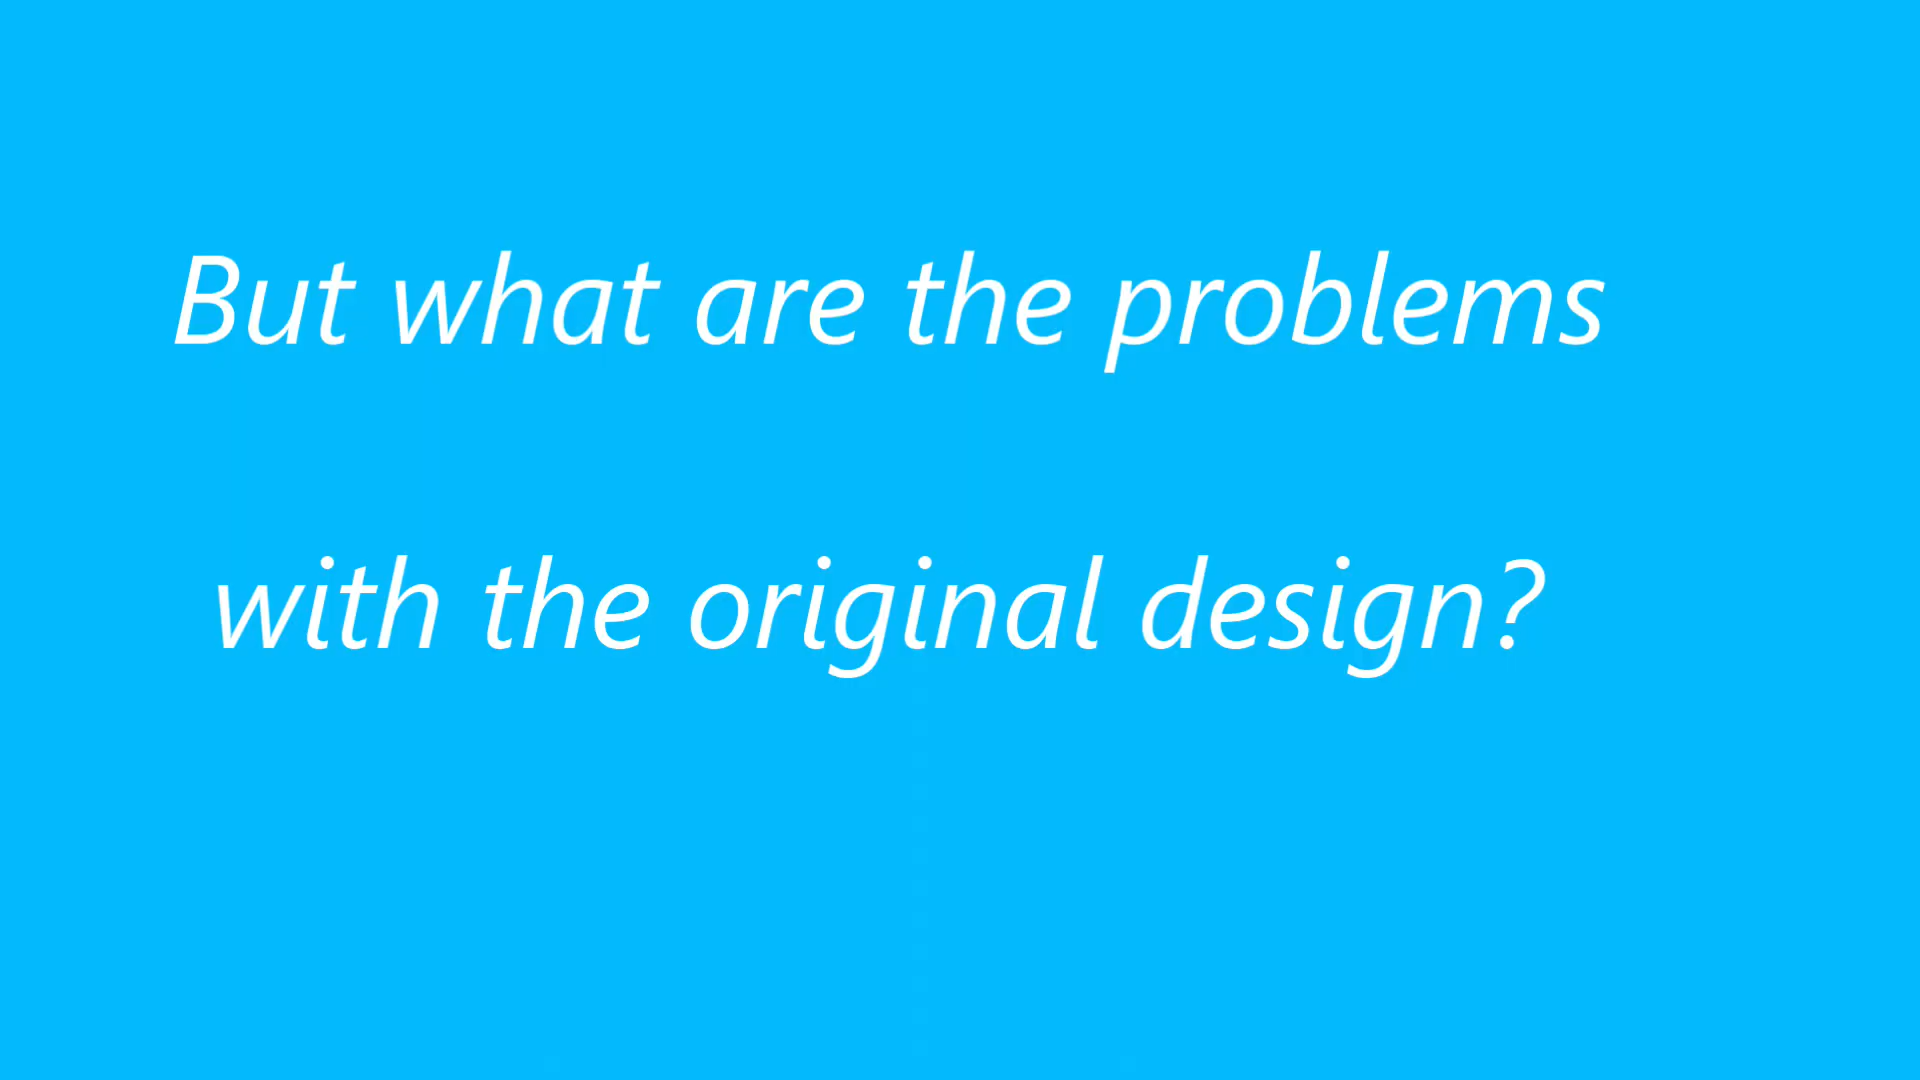 But what are the problems
with the original design?